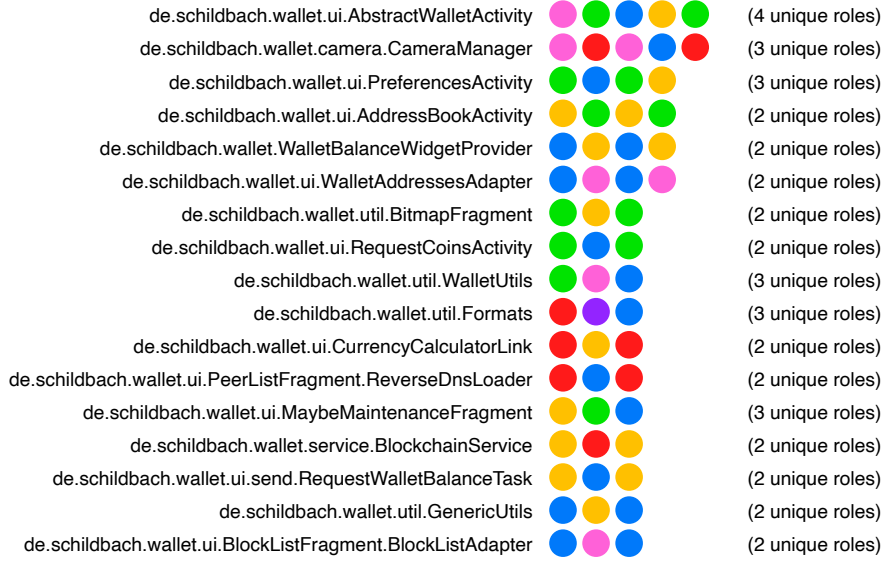 de.schildbach.wallet.ui.AbstractWalletActivity (4 unique roles)
de.schildbach.wallet.camera.CameraManager (3 unique roles)
de.schildbach.wallet.ui.PreferencesActivity (3 unique roles)
de.schildbach.wallet.ui.AddressBookActivity (2 unique roles)
de.schildbach.wallet.WalletBalanceWidgetProvider (2 unique roles)
de.schildbach.wallet.ui.WalletAddressesAdapter (2 unique roles)
de.schildbach.wallet.util.BitmapFragment (2 unique roles)
de.schildbach.wallet.ui.RequestCoinsActivity (2 unique roles)
de.schildbach.wallet.util.WalletUtils (3 unique roles)
de.schildbach.wallet.util.Formats (3 unique roles)
de.schildbach.wallet.ui.CurrencyCalculatorLink (2 unique roles)
de.schildbach.wallet.ui.PeerListFragment.ReverseDnsLoader (2 unique roles)
de.schildbach.wallet.ui.MaybeMaintenanceFragment (3 unique roles)
de.schildbach.wallet.service.BlockchainService (2 unique roles)
de.schildbach.wallet.ui.send.RequestWalletBalanceTask (2 unique roles)
de.schildbach.wallet.util.GenericUtils (2 unique roles)
de.schildbach.wallet.ui.BlockListFragment.BlockListAdapter (2 unique roles)